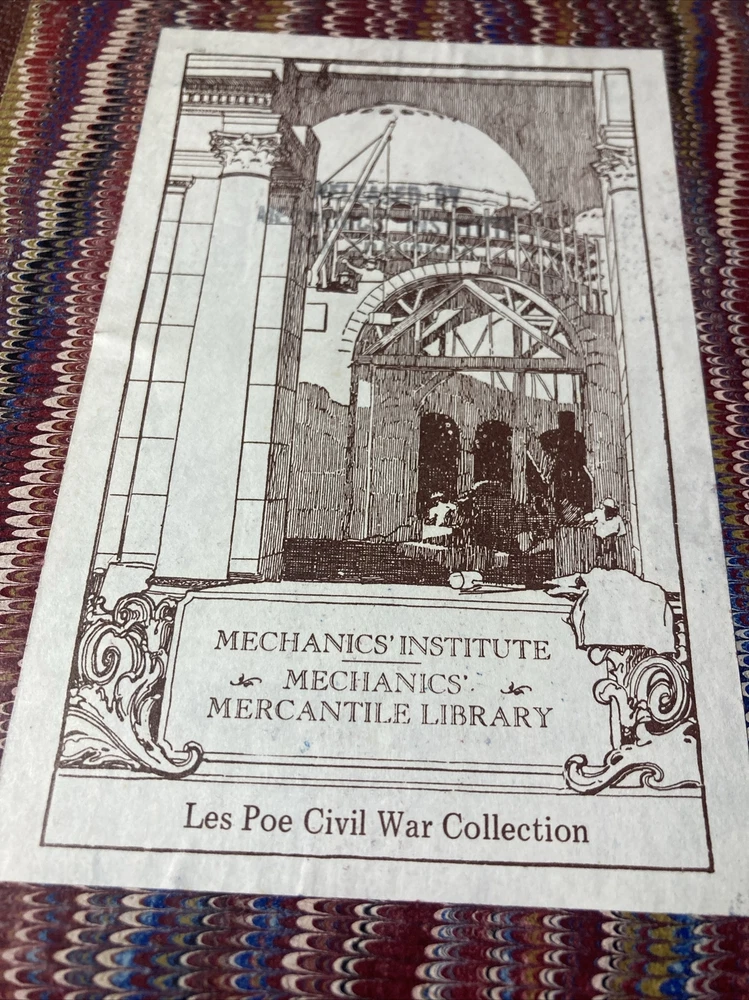 MECHANICS' INSTITUTE
MECHANICS'
MERCANTILE LIBRARY
Les Poe Civil War Collection